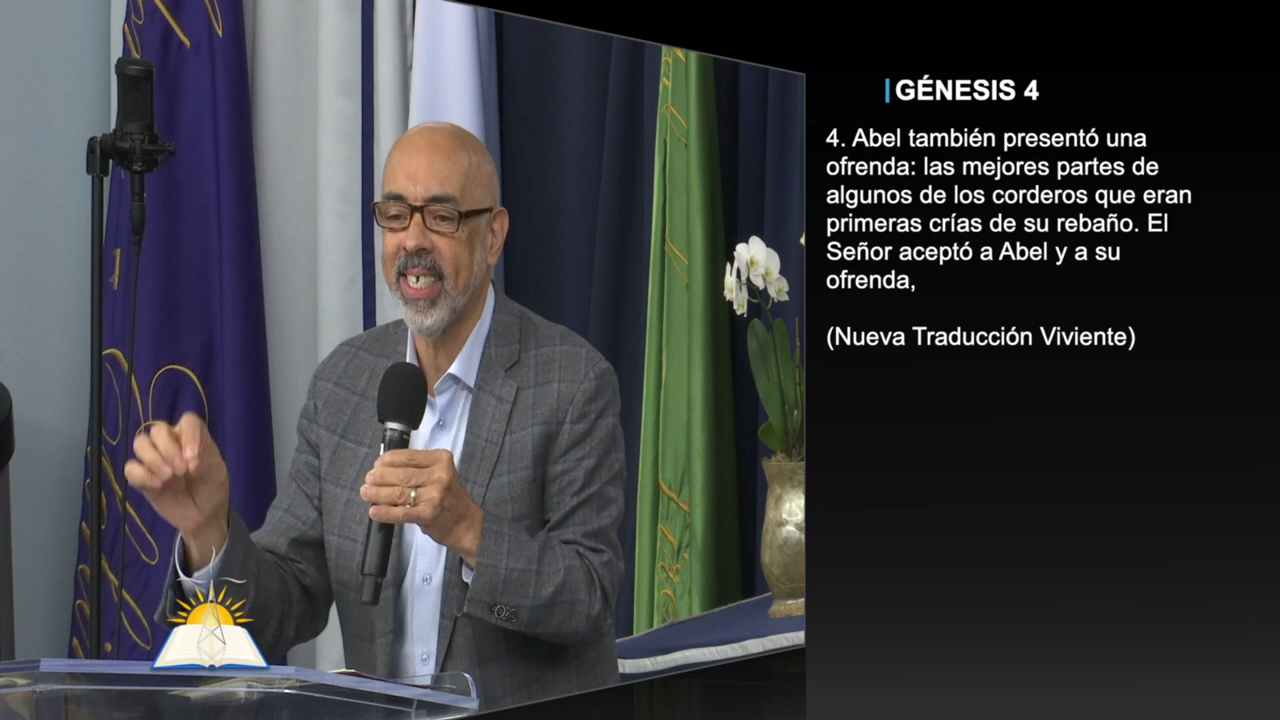 GÉNESIS 4
4. Abel también presentó una
ofrenda: las mejores partes de
algunos de los corderos que eran
primeras crías de su rebaño. El
Señor aceptó a Abel y a su
ofrenda,
(Nueva Traducción Viviente)